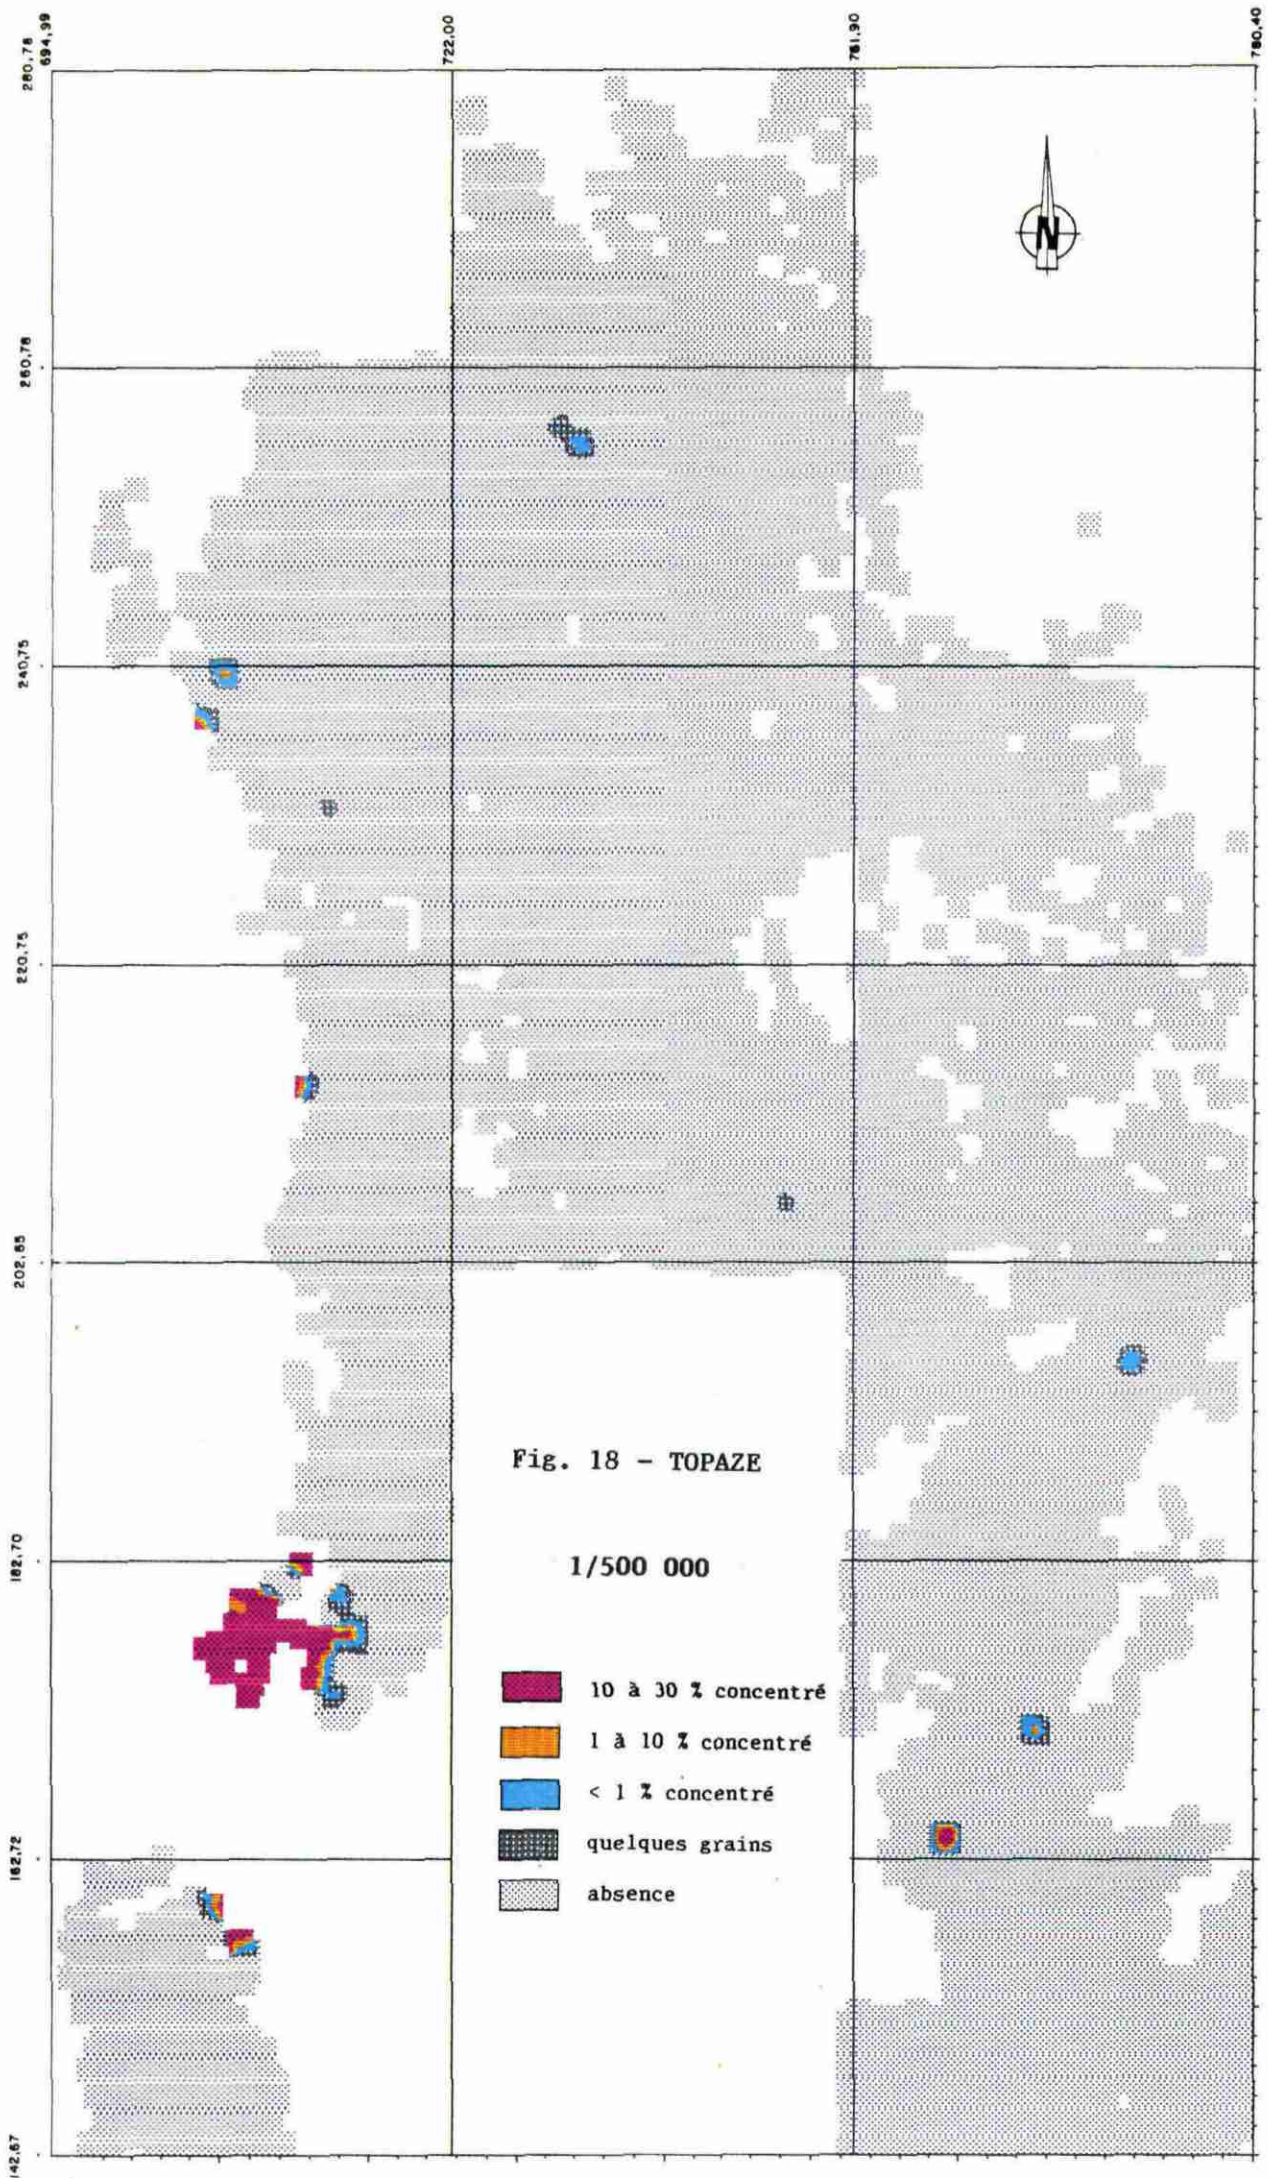 694,99
722,00
751,90
780,40
280,78
260,78
240,75
220,75
202,65
182,70
162,72
142,67
N
Fig. 18 - TOPAZE
1/500 000
10 à 30 % concentré
1 à 10 % concentré
< 1 % concentré
quelques grains
absence